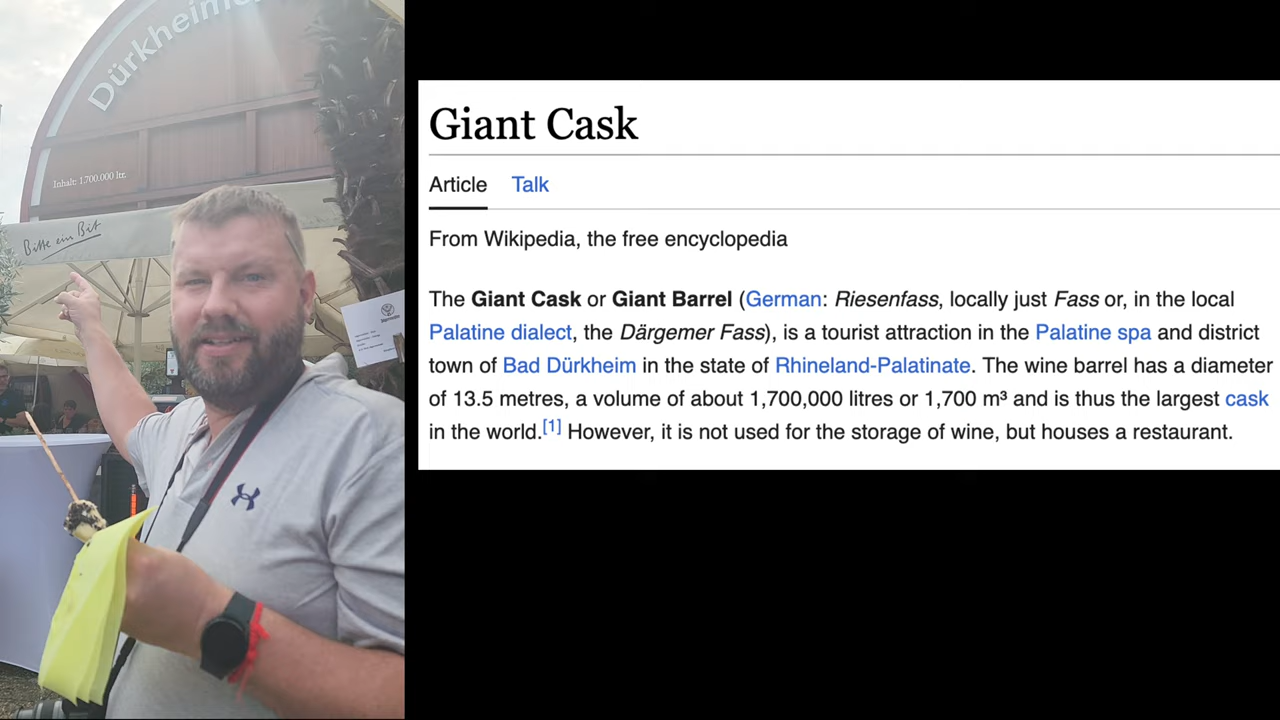 Dürkheimer
Inhalt: 1.700.000 ltr.
Bitte ein Bit
Giant Cask
Article Talk
From Wikipedia, the free encyclopedia
The Giant Cask or Giant Barrel (German: Riesenfass, locally just Fass or, in the local
Palatine dialect, the Därgemer Fass), is a tourist attraction in the Palatine spa and district
town of Bad Dürkheim in the state of Rhineland-Palatinate. The wine barrel has a diameter
of 13.5 metres, a volume of about 1,700,000 litres or 1,700 m³ and is thus the largest cask
in the world.[1] However, it is not used for the storage of wine, but houses a restaurant.